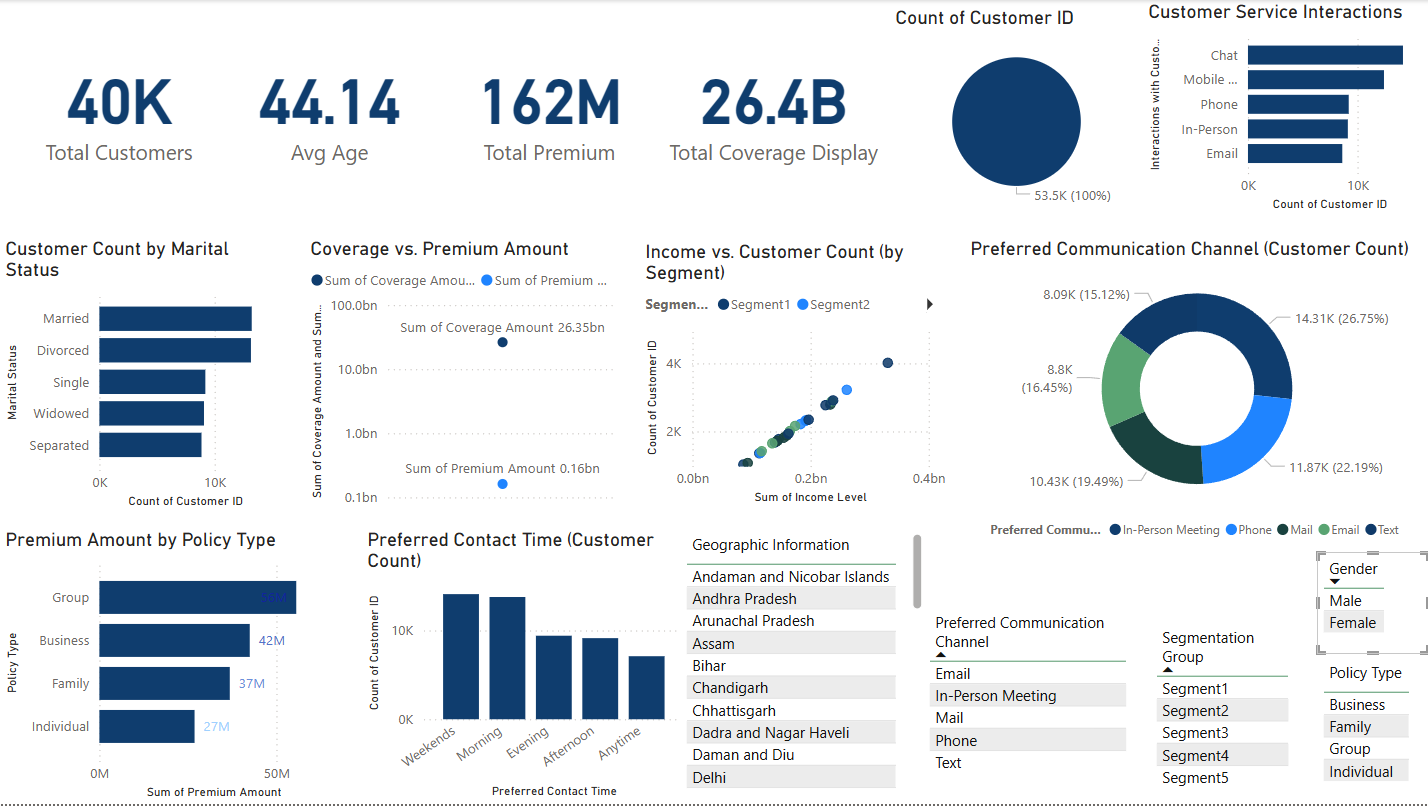 40K
Total Customers
44.14
Avg Age
162M
Total Premium
26.4B
Total Coverage Display
Count of Customer ID
53.5K (100%)
Customer Service Interactions
Interactions with Custo...
Chat
Mobile ...
Phone
In-Person
Email
0K
10K
Count of Customer ID
Customer Count by Marital
Status
Marital Status
Married
Divorced
Single
Widowed
Separated
0K
10K
Count of Customer ID
Coverage vs. Premium Amount
Sum of Coverage Amou...
Sum of Premium ...
Sum of Coverage Amount and Sum...
100.0bn
10.0bn
1.0bn
0.1bn
Sum of Coverage Amount 26.35bn
Sum of Premium Amount 0.16bn
Income vs. Customer Count (by
Segment)
Segmen...
Segment1
Segment2
Count of Customer ID
4K
2K
0.0bn
0.2bn
0.4bn
Sum of Income Level
Preferred Communication Channel (Customer Count)
8.09K (15.12%)
14.31K (26.75%)
8.8K
(16.45%)
10.43K (19.49%)
11.87K (22.19%)
Preferred Commu...
In-Person Meeting
Phone
Mail
Email
Text
Premium Amount by Policy Type
Policy Type
Group
56M
Business
42M
Family
37M
Individual
27M
0M
50M
Sum of Premium Amount
Preferred Contact Time (Customer
Count)
Count of Customer ID
10K
0K
Weekends
Morning
Evening
Afternoon
Anytime
Preferred Contact Time
Geographic Information
Andaman and Nicobar Islands
Andhra Pradesh
Arunachal Pradesh
Assam
Bihar
Chandigarh
Chhattisgarh
Dadra and Nagar Haveli
Daman and Diu
Delhi
Preferred Communication
Channel
Email
In-Person Meeting
Mail
Phone
Text
Segmentation
Group
Segment1
Segment2
Segment3
Segment4
Segment5
Gender
Male
Female
Policy Type
Business
Family
Group
Individual